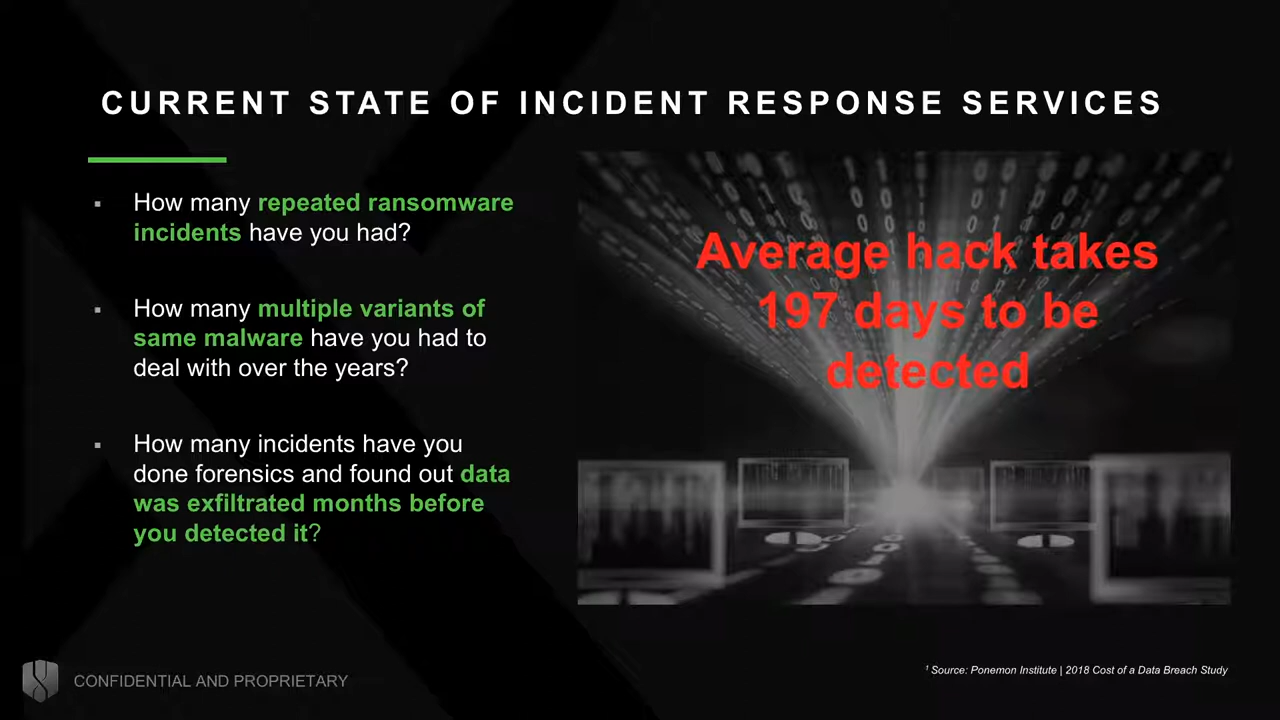 CURRENT STATE OF INCIDENT RESPONSE SERVICES
▪ How many repeated ransomware
incidents have you had?
▪ How many multiple variants of
same malware have you had to
deal with over the years?
▪ How many incidents have you
done forensics and found out data
was exfiltrated months before
you detected it?
Average hack takes
197 days to be
detected
¹ Source: Ponemon Institute | 2018 Cost of a Data Breach Study
CONFIDENTIAL AND PROPRIETARY